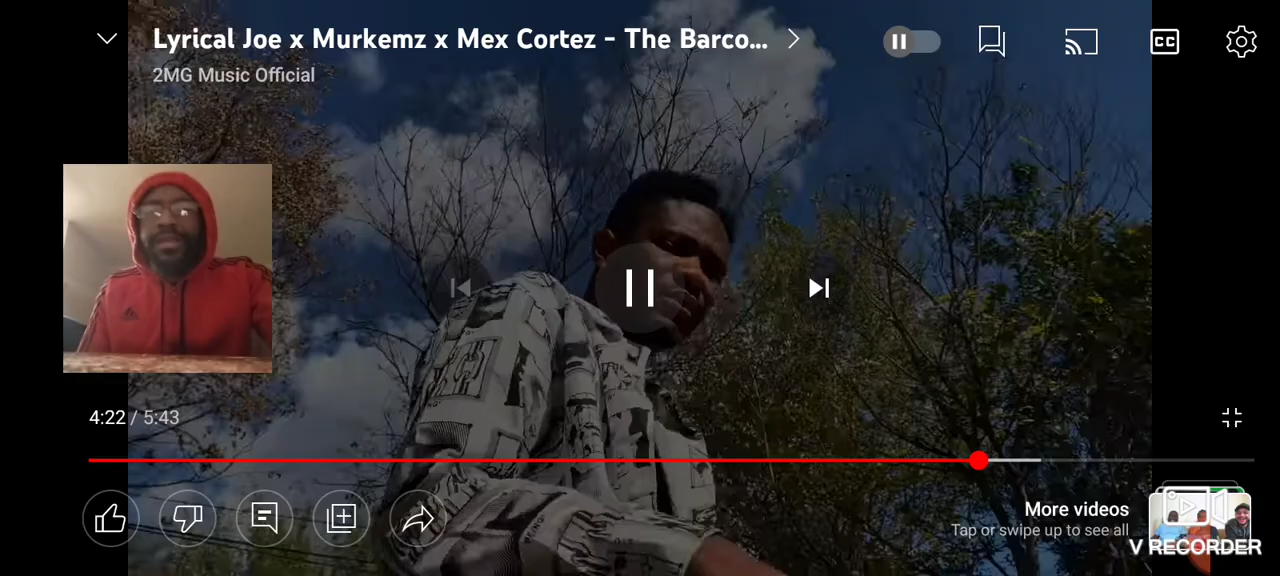 Lyrical Joe x Murkemz x Mex Cortez - The Barco...
2MG Music Official
CC
4:22 / 5:43
More videos
Tap or swipe up to see all
V RECORDER